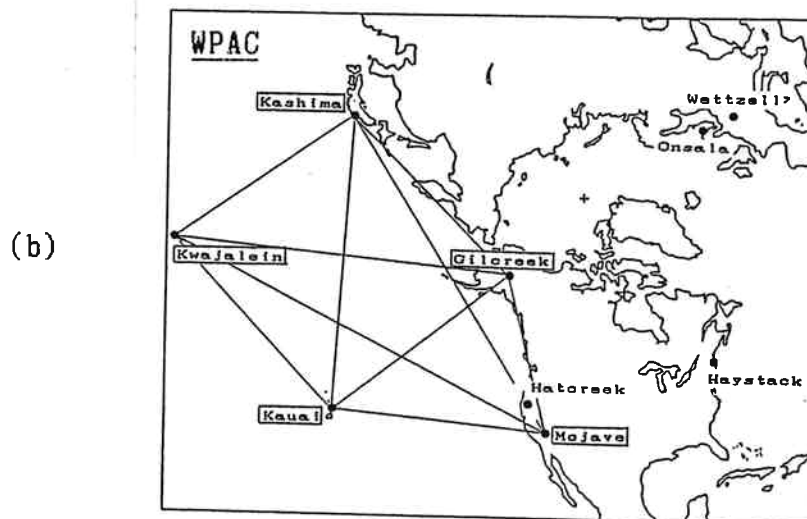 WPAC
Kashima
Wettzell
Onsala
(b)
Kwajalein
Gilcreek
Hatcreek
Haystack
Kauai
Mojave